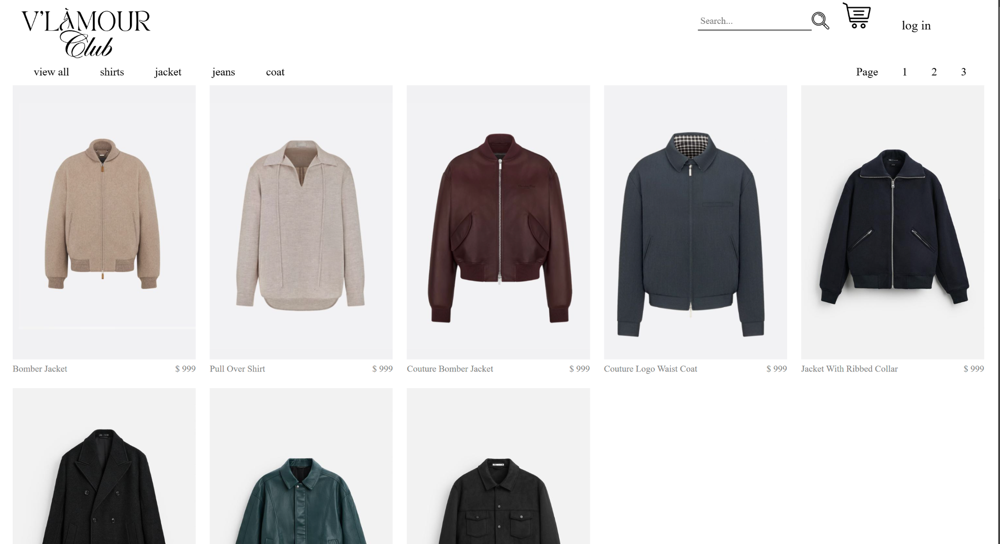 V'LÀMOUR
Club
Search...
log in
view all shirts jacket jeans coat
Page 1 2 3
Bomber Jacket $ 999
Pull Over Shirt $ 999
Couture Bomber Jacket $ 999
Couture Logo Waist Coat $ 999
Jacket With Ribbed Collar $ 999